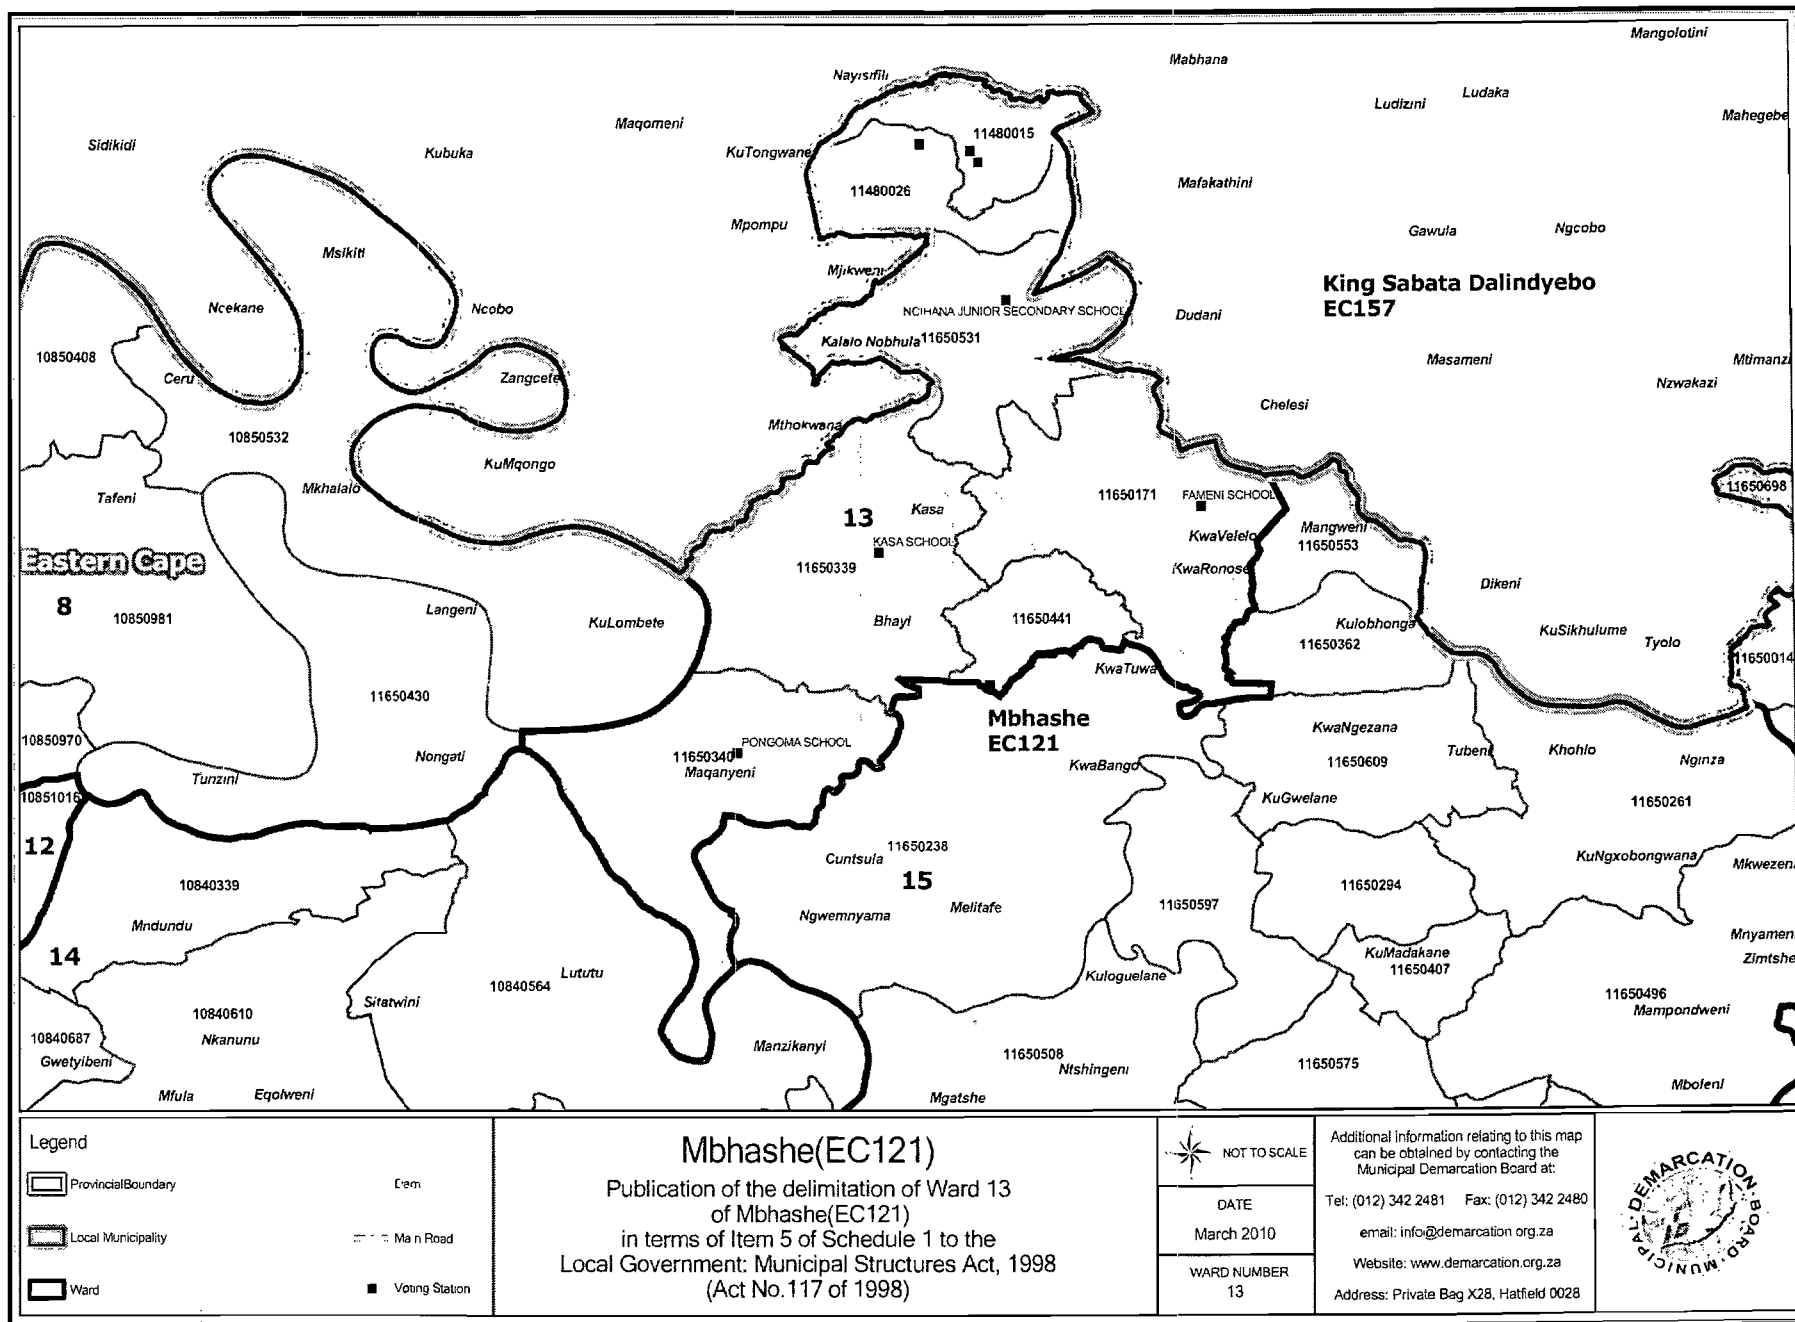 Mangolotini
Mabhana
Nayisifili
Ludizini
Ludaka
Mahegebe
Maqomeni
11480015
Sidikidi
Kubuka
KuTongwane
11480026
Mafakathini
Mpompu
Gawula
Ngcobo
Msikiti
Mjikweni
King Sabata Dalindyebo
EC157
Ncekane
Ncobo
NCIHANA JUNIOR SECONDARY SCHOOL
Dudani
10850408
Kalalo Nobhula
11650531
Masameni
Mtimanzi
Ceru
Zangcefe
Nzwakazi
Chelesi
10850532
Mthokwana
KuMqongo
Mkhalalo
Tafeni
11650171
FAMENI SCHOOL
11650698
Kasa
13
Mangweni
11650553
KASA SCHOOL
KwaVelelo
Eastern Cape
11650339
KwaRonose
Dikeni
8
10850981
Langeni
KuLombete
Bhayi
11650441
Kulobhonga
11650362
KuSikhulume
Tyolo
11650014
KwaTuwa
11650430
Mbhashe
EC121
KwaNgezana
10850970
Nongati
11650340
PONGOMA SCHOOL
Maqanyeni
KwaBango
11650609
Tubeni
Khohlo
Nginza
Tunzini
10851016
KuGwelane
11650261
12
11650238
Cuntsula
15
KuNgxobongwana
Mkwezeni
10840339
11650294
Mndundu
Ngwemnyama
Melitafe
11650597
Mnyameni
14
KuMadakane
11650407
Zimtshe
Lututu
10840564
Kuloguelane
Sitatwini
11650496
Mampondweni
10840610
Nkanunu
10840687
Gwetyibeni
Manzikanyi
11650508
Ntshingeni
11650575
Mfula
Eqolweni
Mgatshe
Mboleni
Legend
ProvincialBoundary
Local Municipality
Ward
Dam
Main Road
Voting Station
Mbhashe(EC121)
Publication of the delimitation of Ward 13
of Mbhashe(EC121)
in terms of Item 5 of Schedule 1 to the
Local Government: Municipal Structures Act, 1998
(Act No.117 of 1998)
NOT TO SCALE
DATE
March 2010
WARD NUMBER
13
Additional information relating to this map
can be obtained by contacting the
Municipal Demarcation Board at:
Tel: (012) 342 2481 Fax: (012) 342 2480
email: info@demarcation.org.za
Website: www.demarcation.org.za
Address: Private Bag X28, Hatfield 0028
MUNICIPAL DEMARCATION BOARD